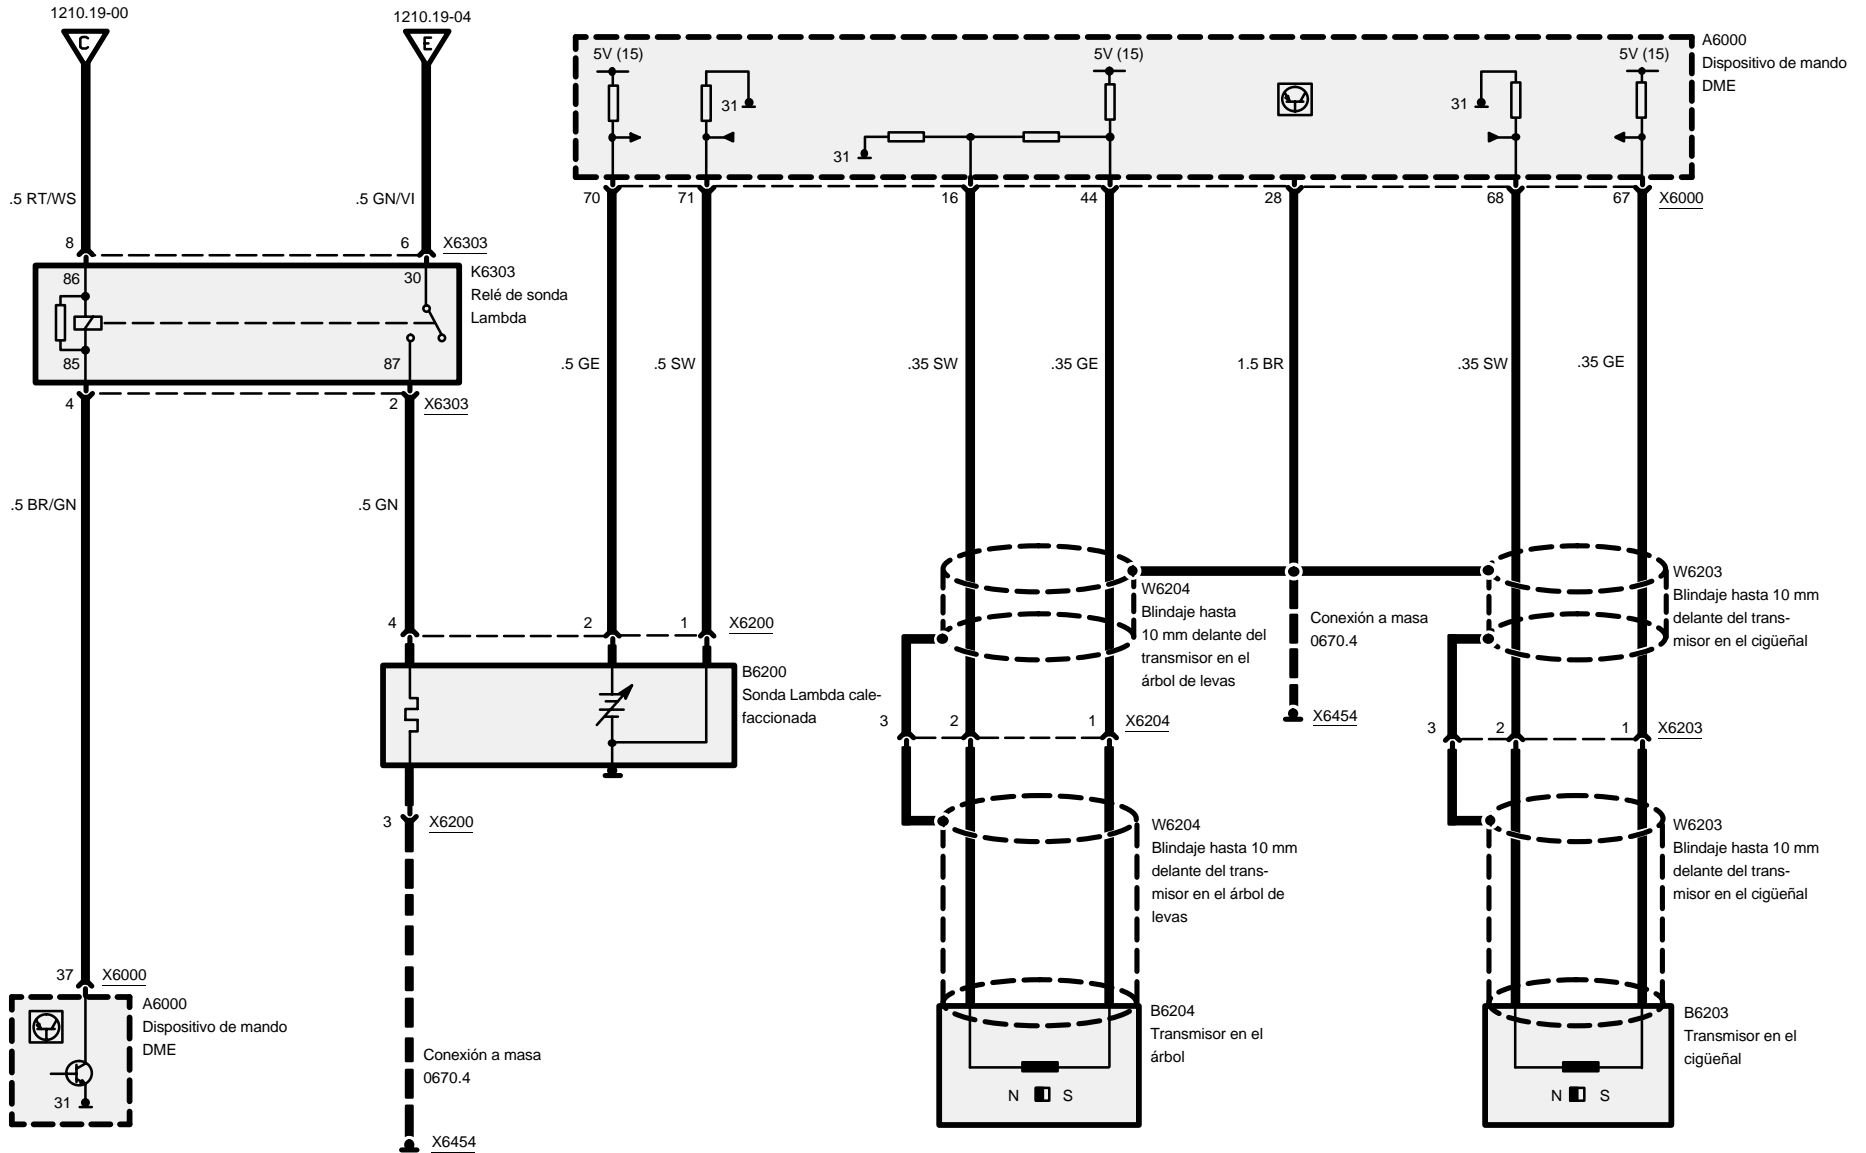 1210.19-00
1210.19-04
C
E
A6000
Dispositivo de mando
DME
5V (15)
5V (15)
5V (15)
31
31
31
.5 RT/WS
.5 GN/VI
70
71
16
44
28
68
67
X6000
8
6
X6303
86
30
K6303
Relé de sonda
Lambda
85
87
4
2
X6303
.5 GE
.5 SW
.35 SW
.35 GE
1.5 BR
.35 SW
.35 GE
.5 BR/GN
.5 GN
4
2
1
X6200
B6200
Sonda Lambda cale-
faccionada
3
X6200
W6204
Blindaje hasta
10 mm delante del
transmisor en el
árbol de levas
Conexión a masa
0670.4
X6454
W6203
Blindaje hasta 10 mm
delante del trans-
misor en el cigüeñal
3
2
1
X6204
3
2
1
X6203
W6204
Blindaje hasta 10 mm
delante del trans-
misor en el árbol de
levas
W6203
Blindaje hasta 10 mm
delante del trans-
misor en el cigüeñal
37
X6000
A6000
Dispositivo de mando
DME
31
Conexión a masa
0670.4
X6454
B6204
Transmisor en el
árbol
N
S
B6203
Transmisor en el
cigüeñal
N
S